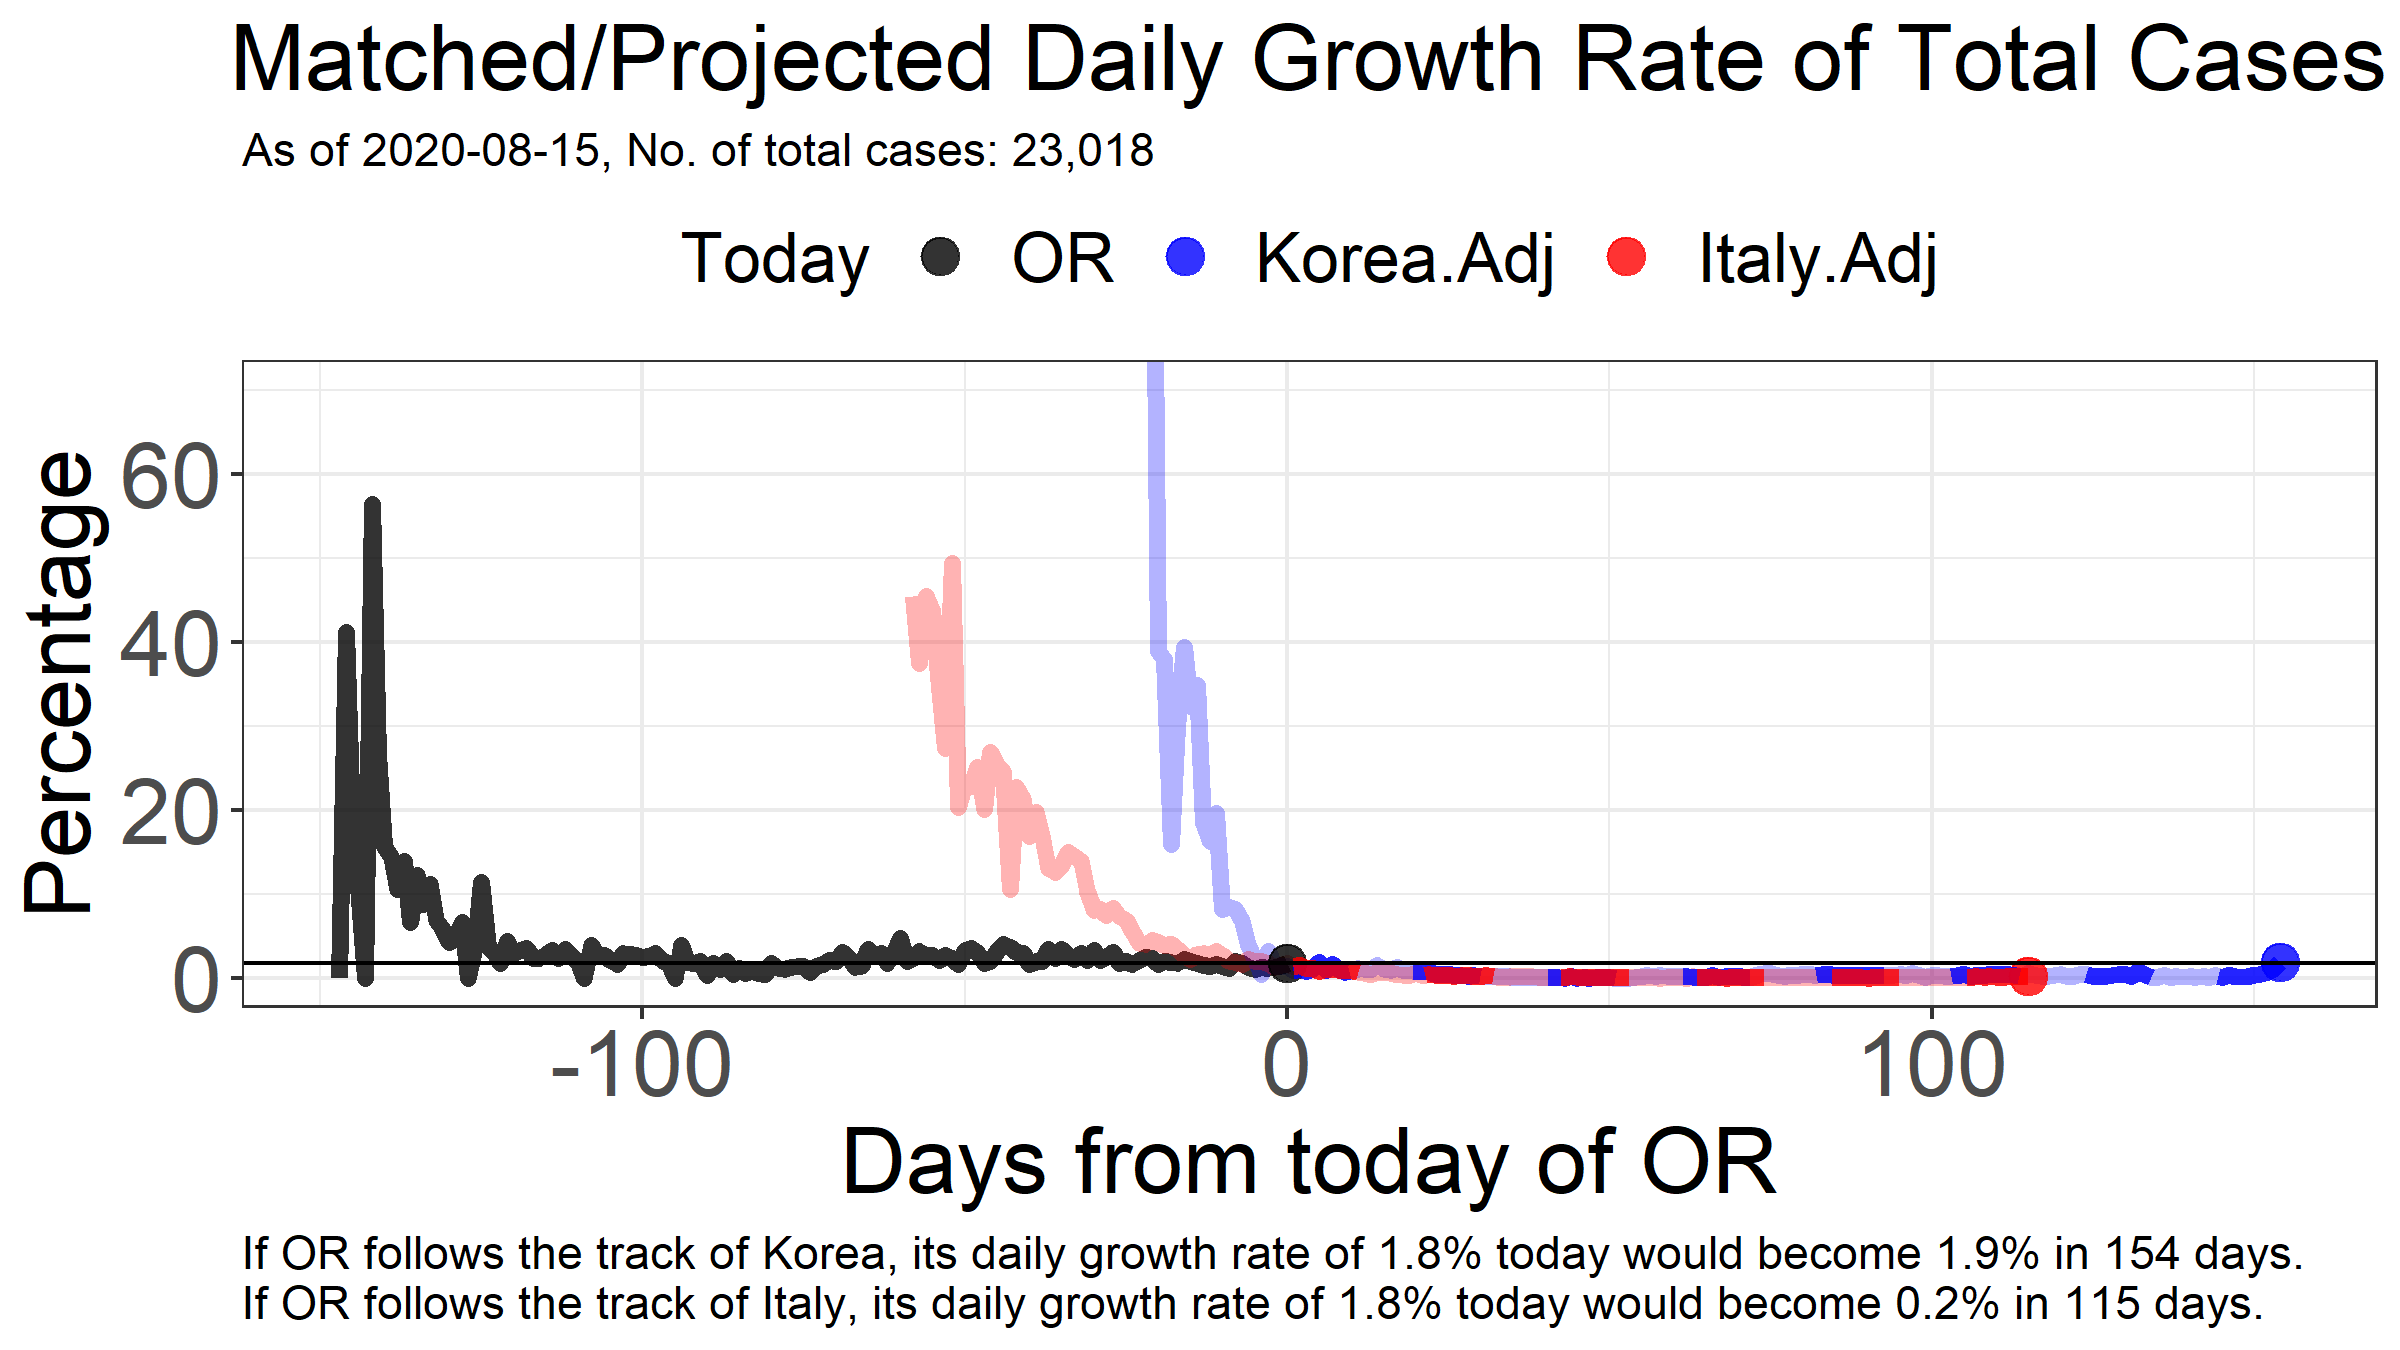 Matched/Projected Daily Growth Rate of Total Cases
As of 2020-08-15, No. of total cases: 23,018
Today OR Korea.Adj Italy.Adj
Percentage
60
40
20
0
-100 0 100
Days from today of OR
If OR follows the track of Korea, its daily growth rate of 1.8% today would become 1.9% in 154 days.
If OR follows the track of Italy, its daily growth rate of 1.8% today would become 0.2% in 115 days.